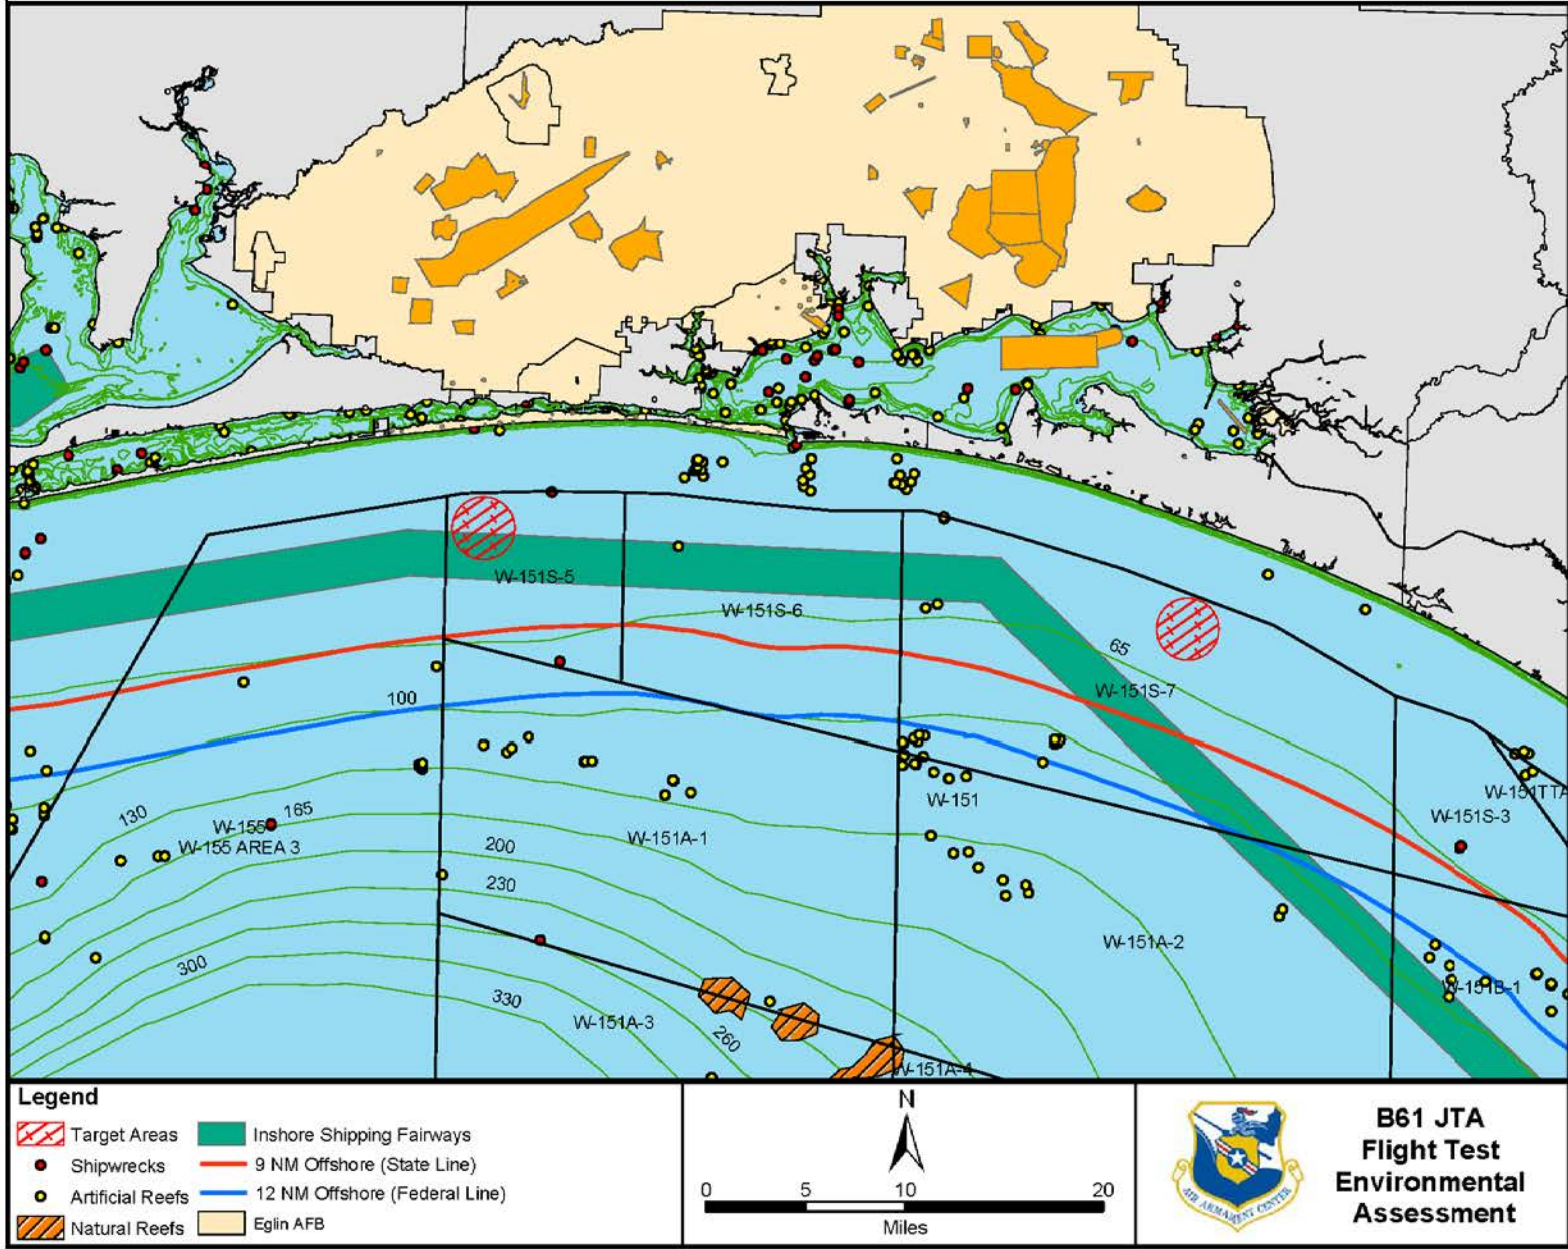 W-151S-5
W-151S-6
65
W-151S-7
100
W-151TTA
130
165
W-155
W-155 AREA 3
W-151
W-151S-3
W-151A-1
200
230
W-151A-2
300
330
W-151A-3
260
W-151B-1
W-151A-4
Legend
Target Areas
Shipwrecks
Artificial Reefs
Natural Reefs
Inshore Shipping Fairways
9 NM Offshore (State Line)
12 NM Offshore (Federal Line)
Eglin AFB
N
0 5 10 20
Miles
AIR ARMAMENT CENTER
B61 JTA
Flight Test
Environmental
Assessment